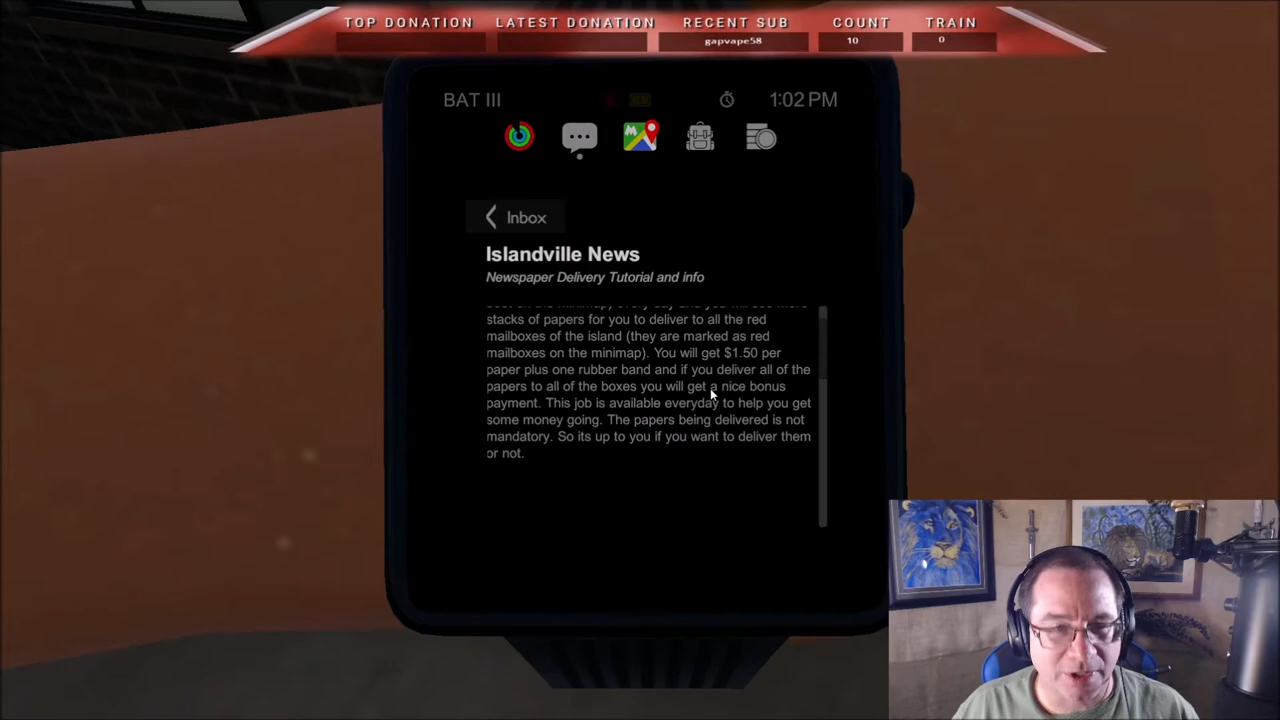 TOP DONATION LATEST DONATION RECENT SUB COUNT TRAIN
gapvape58 10 0
BAT III 1:02 PM
Inbox
Islandville News
Newspaper Delivery Tutorial and info
stacks of papers for you to deliver to all the red
mailboxes of the island (they are marked as red
mailboxes on the minimap). You will get $1.50 per
paper plus one rubber band and if you deliver all of the
papers to all of the boxes you will get a nice bonus
payment. This job is available everyday to help you get
some money going. The papers being delivered is not
mandatory. So its up to you if you want to deliver them
or not.